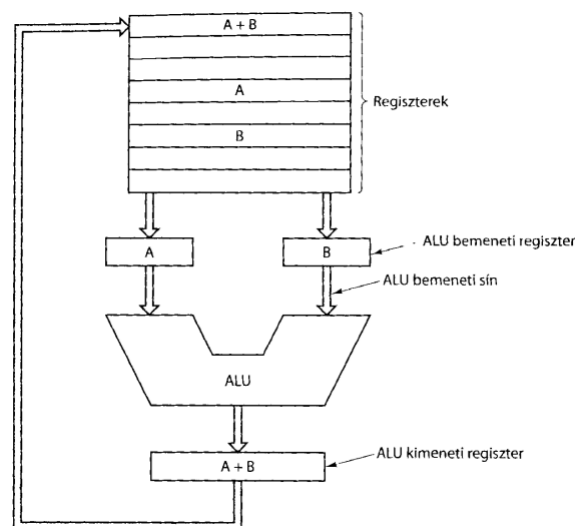 A + B
A
Regiszterek
B
A
B
ALU bemeneti regiszter
ALU bemeneti sín
ALU
A + B
ALU kimeneti regiszter